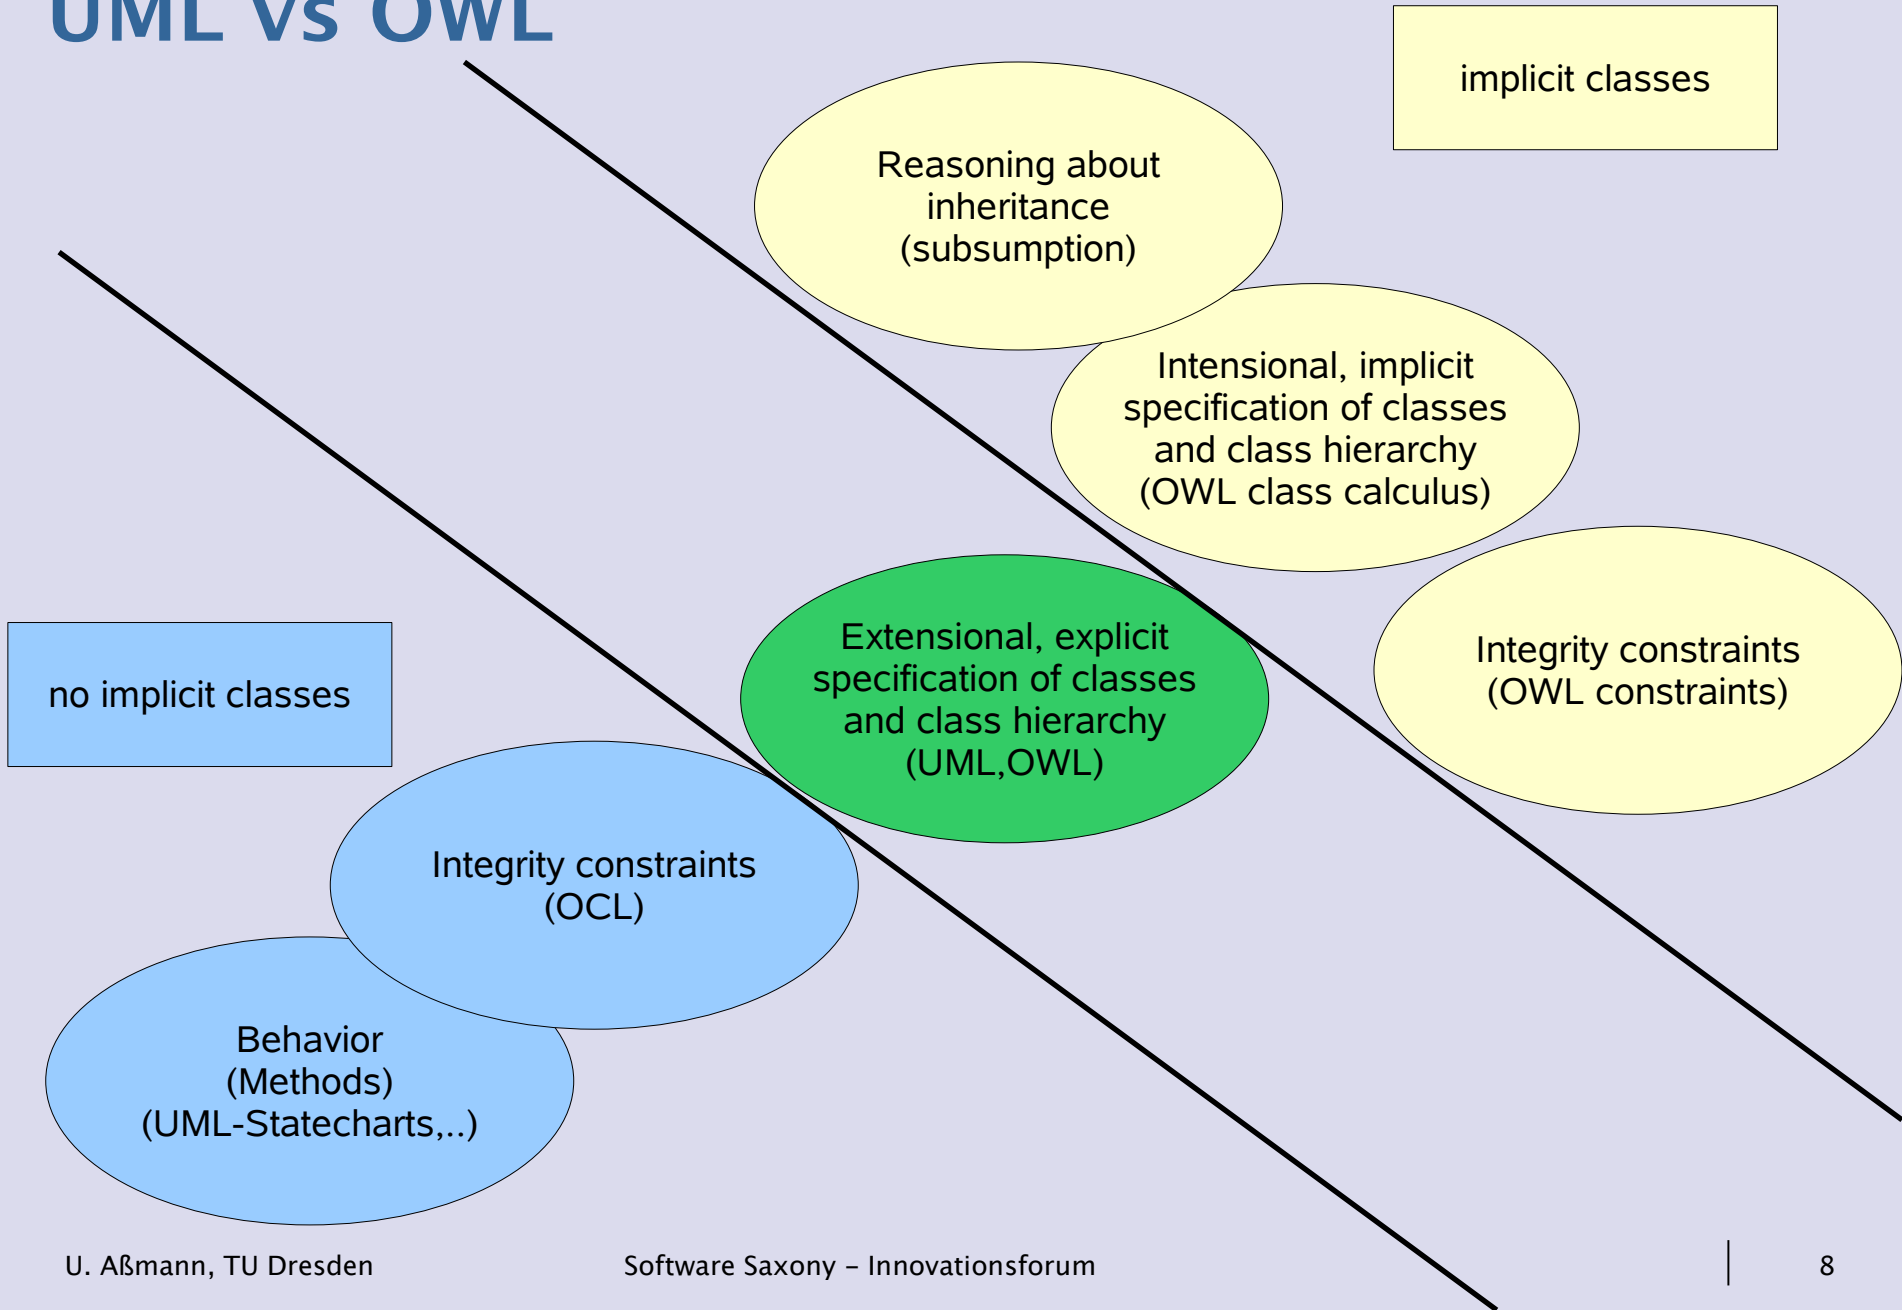 UML vs OWL
implicit classes
Reasoning about
inheritance
(subsumption)
Intensional, implicit
specification of classes
and class hierarchy
(OWL class calculus)
Extensional, explicit
specification of classes
and class hierarchy
(UML,OWL)
Integrity constraints
(OWL constraints)
no implicit classes
Integrity constraints
(OCL)
Behavior
(Methods)
(UML-Statecharts,..)
U. Aßmann, TU Dresden
Software Saxony – Innovationsforum
8